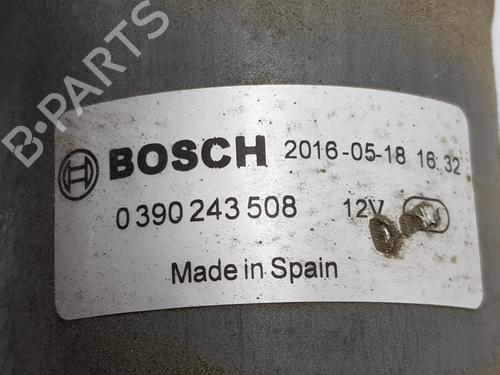 B-PARTS
BOSCH 2016-05-18 16:32
0 390 243 508 12V
Made in Spain